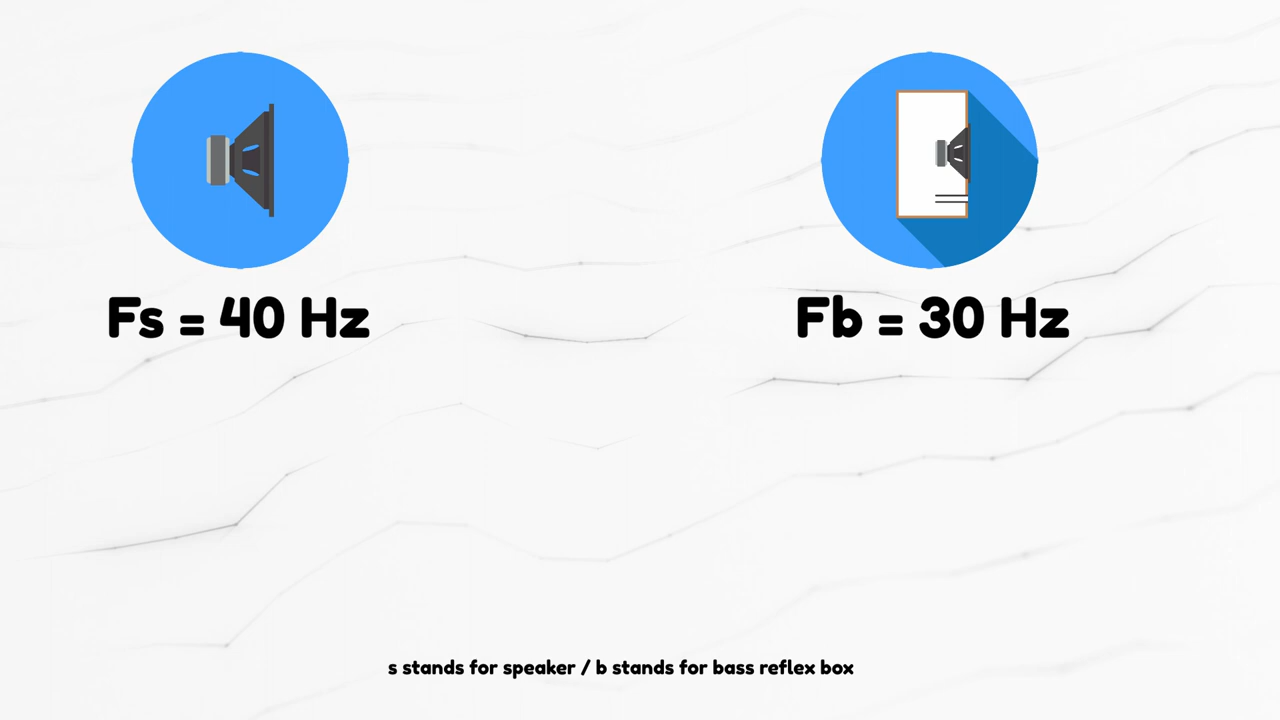 Fs = 40 Hz
Fb = 30 Hz
s stands for speaker / b stands for bass reflex box